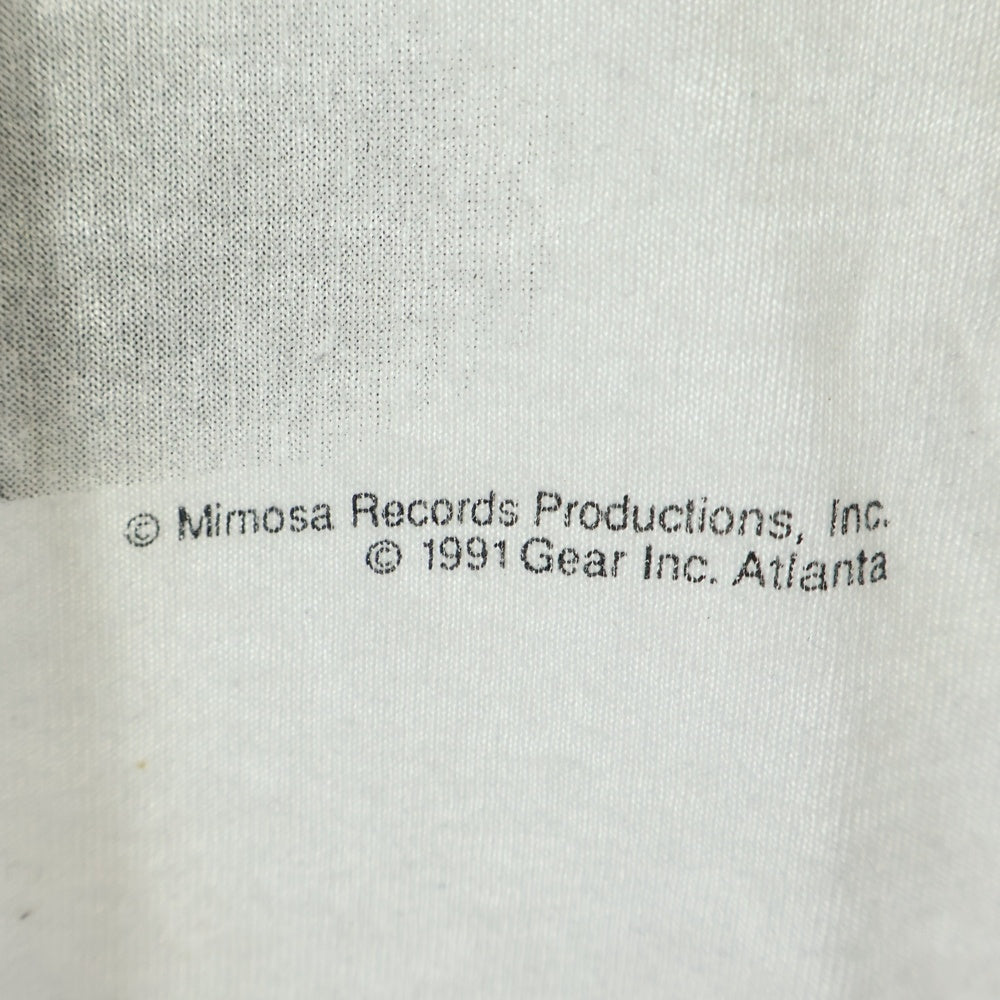 © Mimosa Records Productions, Inc.
© 1991 Gear Inc. Atlanta